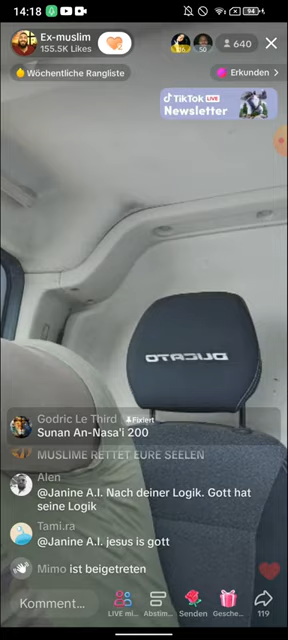 14:18
94
Ex-muslim
155.5K Likes
50
640
Wöchentliche Rangliste
Erkunden >
TikTok LIVE
Newsletter
DUCATO
Godric Le Third
Fixiert
Sunan An-Nasa'i 200
MUSLIME RETTET EURE SEELEN
Alen
@Janine A.I. Nach deiner Logik. Gott hat
seine Logik
Tami.ra
@Janine A.I. jesus is gott
Mimo ist beigetreten
Komment...
LIVE mi...
Abstim...
Senden
Gesche...
119